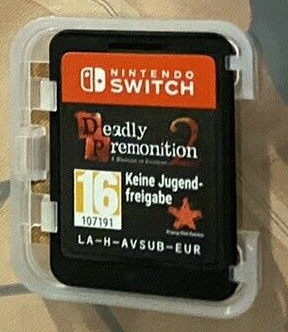 NINTENDO
SWITCH
Deadly
Premonition 2
A Blessing in Disguise
16
Keine Jugend-
freigabe
107191
LA-H-AVSUB-EUR